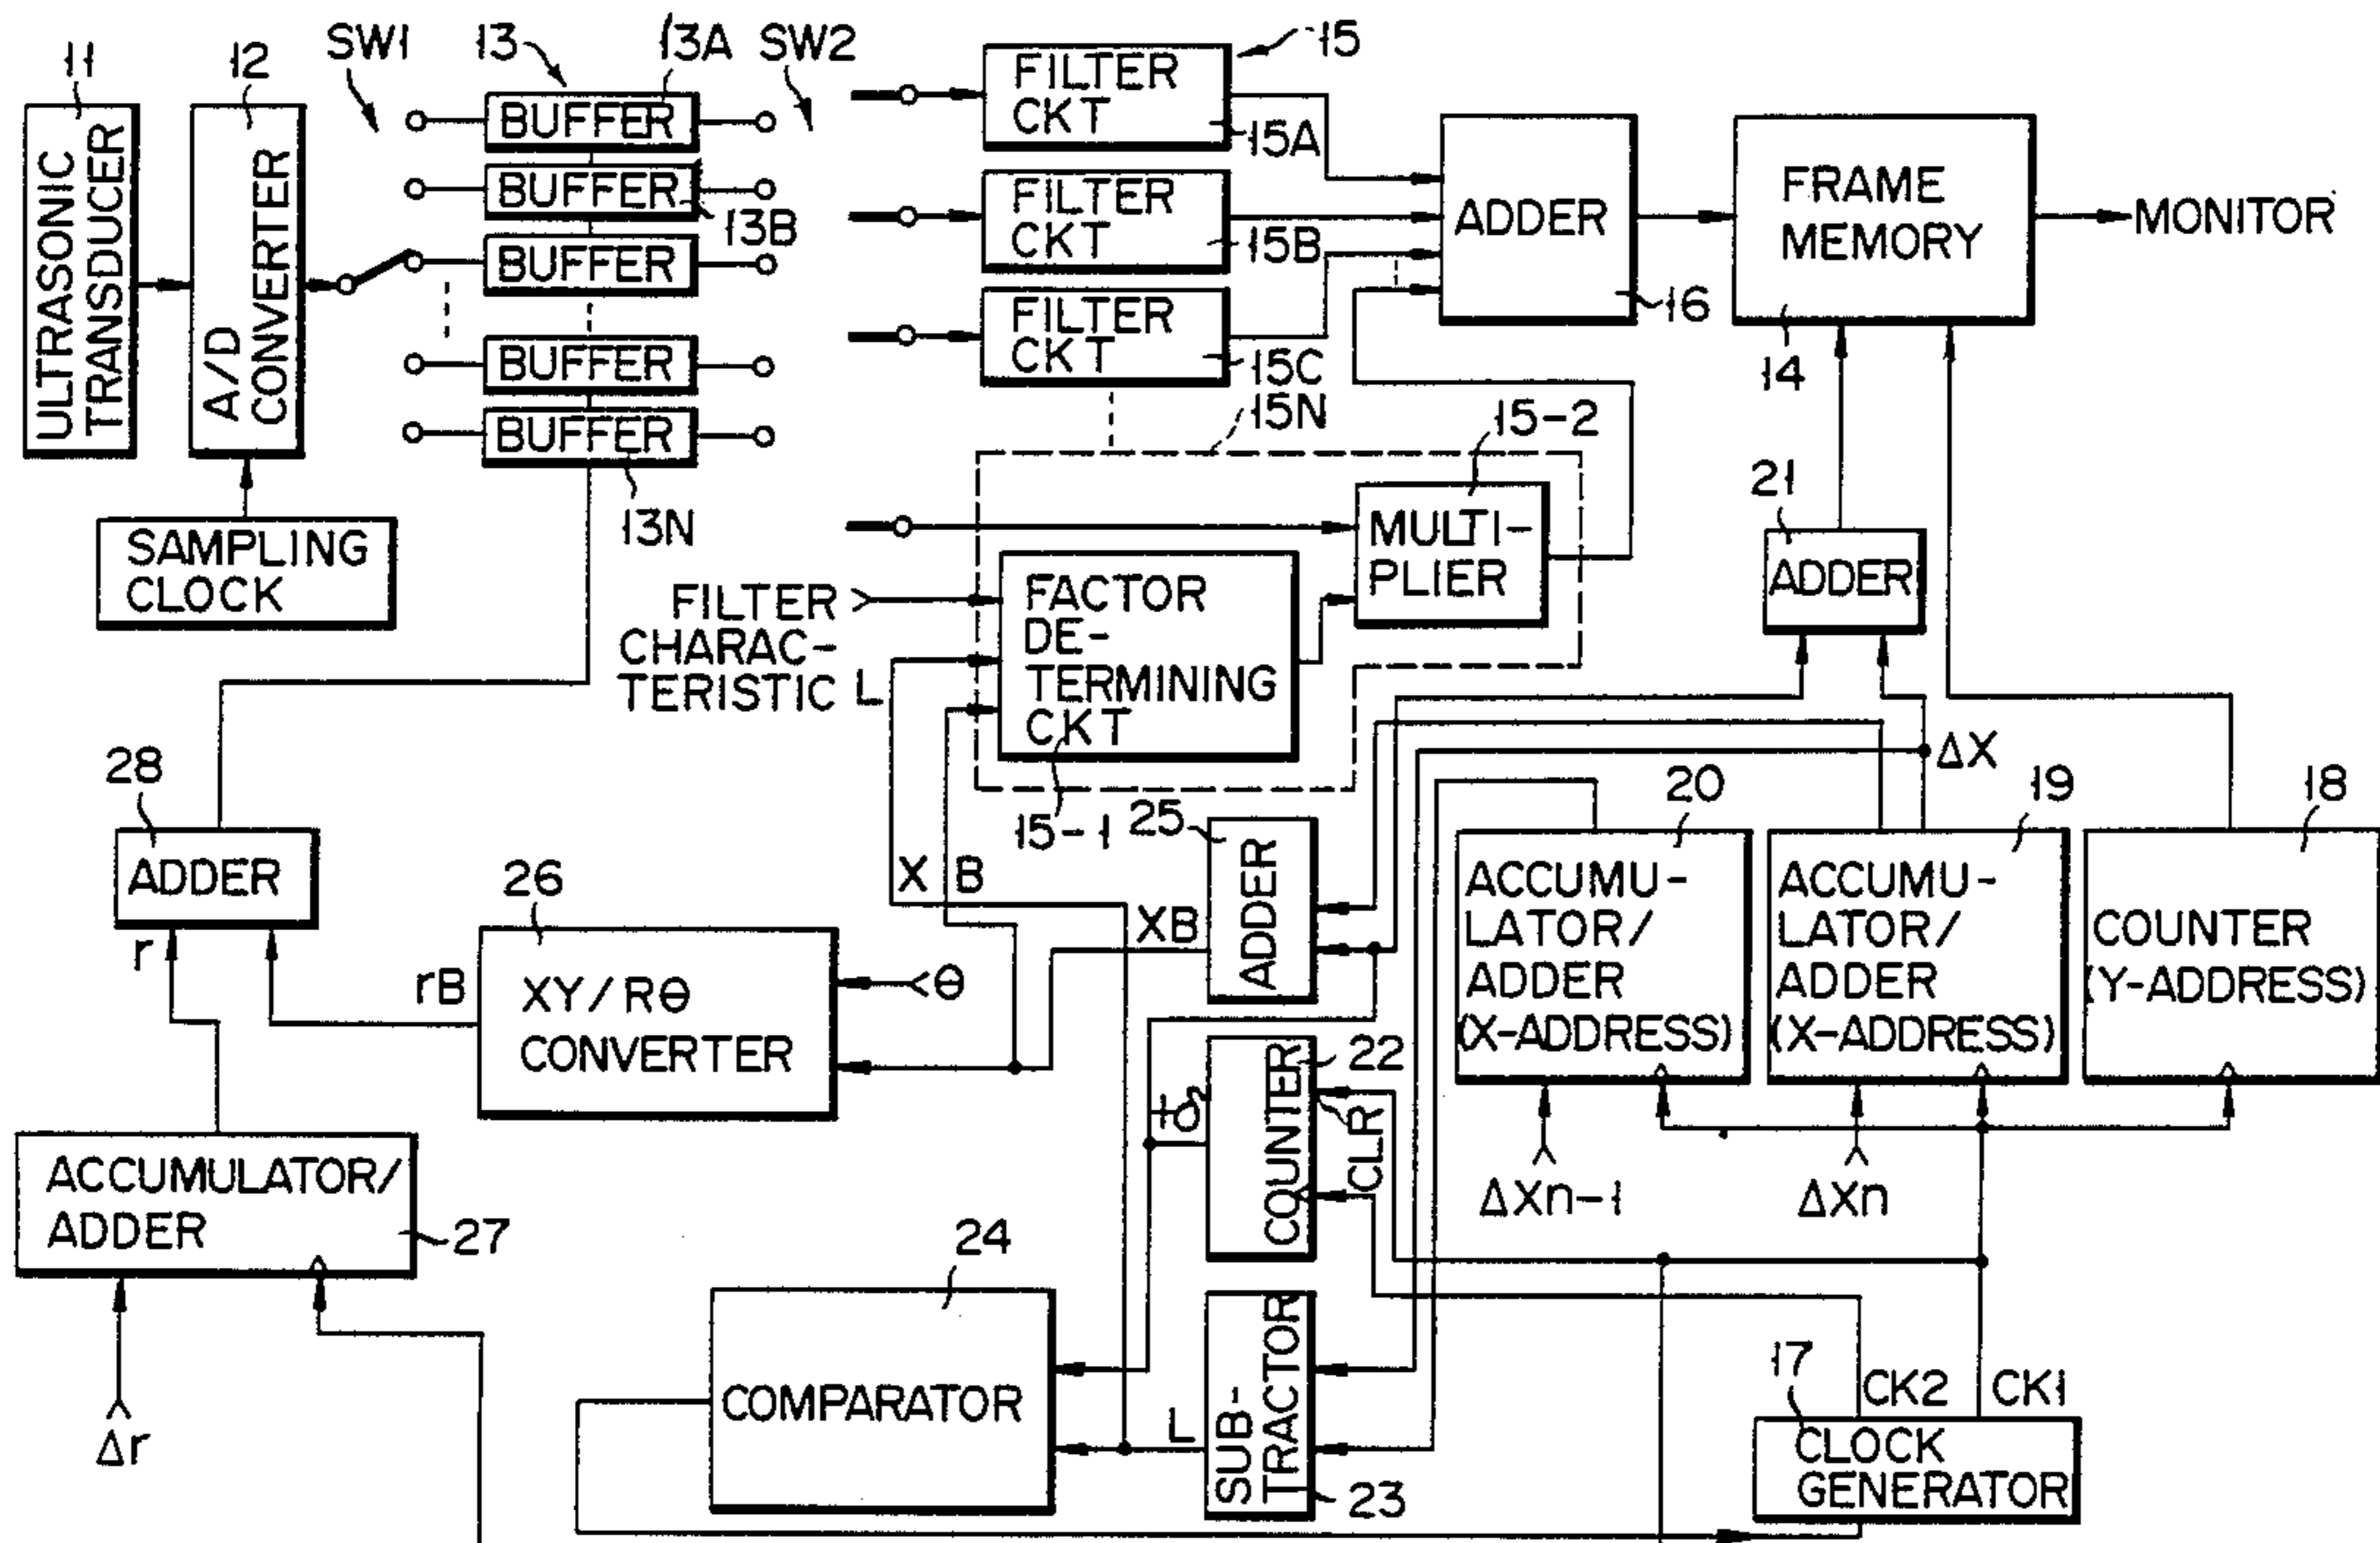 11
ULTRASONIC
TRANSDUCER
12
A/D
CONVERTER
SAMPLING
CLOCK
SW1
13
13A
SW2
BUFFER
BUFFER
13B
BUFFER
BUFFER
BUFFER
13N
15
FILTER
CKT
15A
FILTER
CKT
15B
FILTER
CKT
15C
15N
15-2
MULTI-
PLIER
FILTER
CHARAC-
TERISTIC
L
FACTOR
DE-
TERMINING
CKT
15-1
ADDER
16
FRAME
MEMORY
14
MONITOR
21
ADDER
ΔX
28
ADDER
r
rB
26
XY/Rθ
CONVERTER
θ
X
B
XB
25
ADDER
20
ACCUMU-
LATOR/
ADDER
(X-ADDRESS)
19
ACCUMU-
LATOR/
ADDER
(X-ADDRESS)
18
COUNTER
(Y-ADDRESS)
ΔXn-1
ΔXn
22
COUNTER
CLR
ACCUMULATOR/
ADDER
27
Δr
24
COMPARATOR
L
SUB-
TRACTOR
23
17
CK2
CK1
CLOCK
GENERATOR